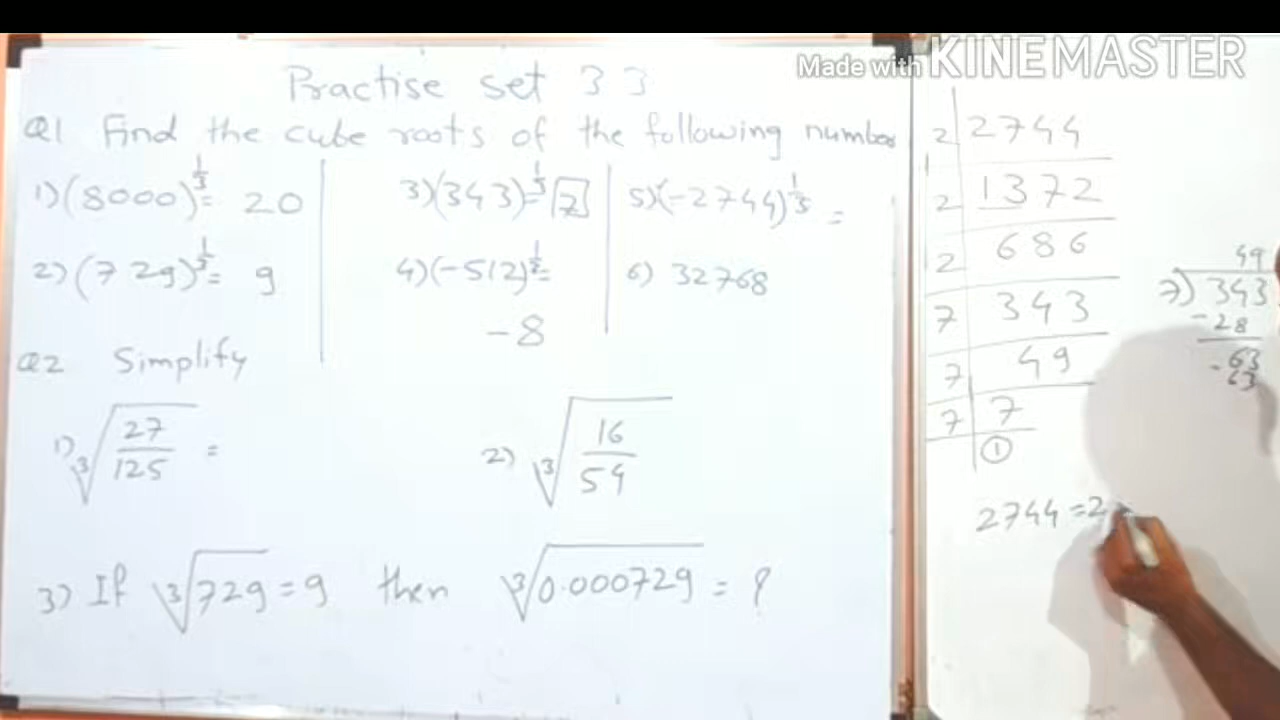 Made with KINEMASTER
Practise set 3 3
Q1 Find the cube roots of the following number
1) (8000)^{1/3} = 20
2) (729)^{1/3} = 9
3) (343)^{1/3} = 7
4) (-512)^{1/3} =
-8
5) (-2744)^{1/3} =
6) 32768
Q2 Simplify
1) ∛(27/125) =
2) ∛(16/54)
3) If ∛729 = 9 then ∛0.000729 = ?
2 | 2744
2 | 1372
2 | 686
7 | 343
7 | 49
7 | 7
1
2744 = 2
49
7) 343
- 28
63
- 63